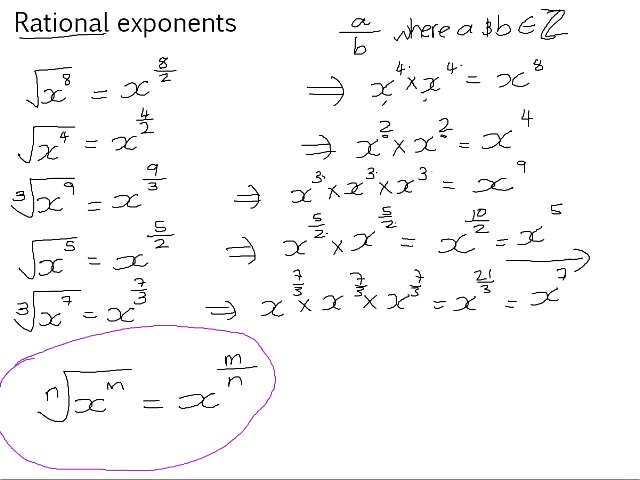 Rational exponents a/b where a & b ∈ ℤ
√x⁸ = x^(8/2) ⇒ x⁴ × x⁴ = x⁸
√x⁴ = x^(4/2) ⇒ x² × x² = x⁴
³√x⁹ = x^(9/3) ⇒ x³ × x³ × x³ = x⁹
√x⁵ = x^(5/2) ⇒ x^(5/2) × x^(5/2) = x^(10/2) = x⁵
³√x⁷ = x^(7/3) ⇒ x^(7/3) × x^(7/3) × x^(7/3) = x^(21/3) = x⁷
ⁿ√x^m = x^(m/n)